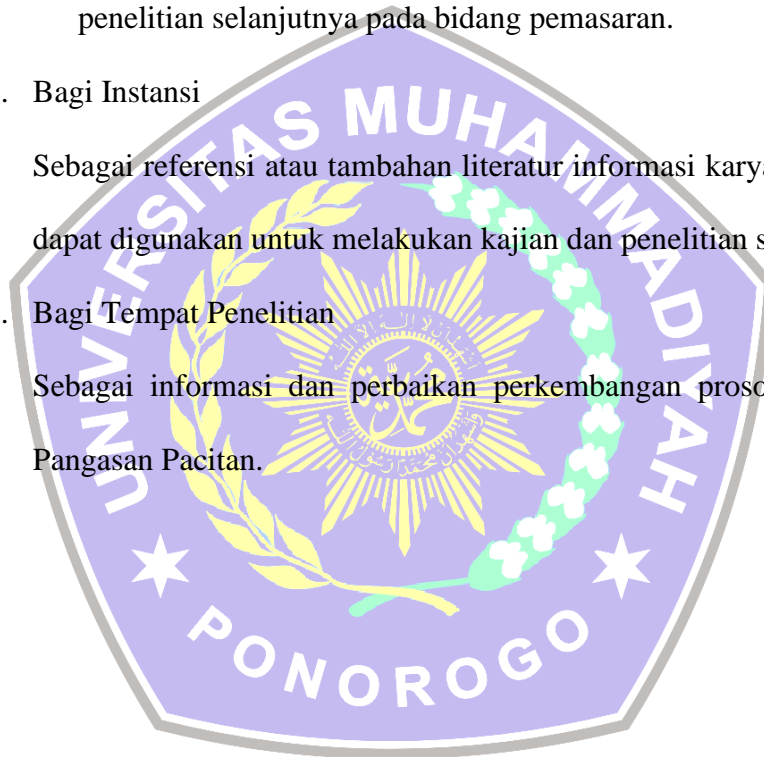 penelitian selanjutnya pada bidang pemasaran.
. Bagi Instansi
Sebagai referensi atau tambahan literatur informasi karya
dapat digunakan untuk melakukan kajian dan penelitian s
. Bagi Tempat Penelitian
Sebagai informasi dan perbaikan perkembangan proso
Pangasan Pacitan.
UNIVERSITAS MUHAMMADIYAH
PONOROGO
محمد